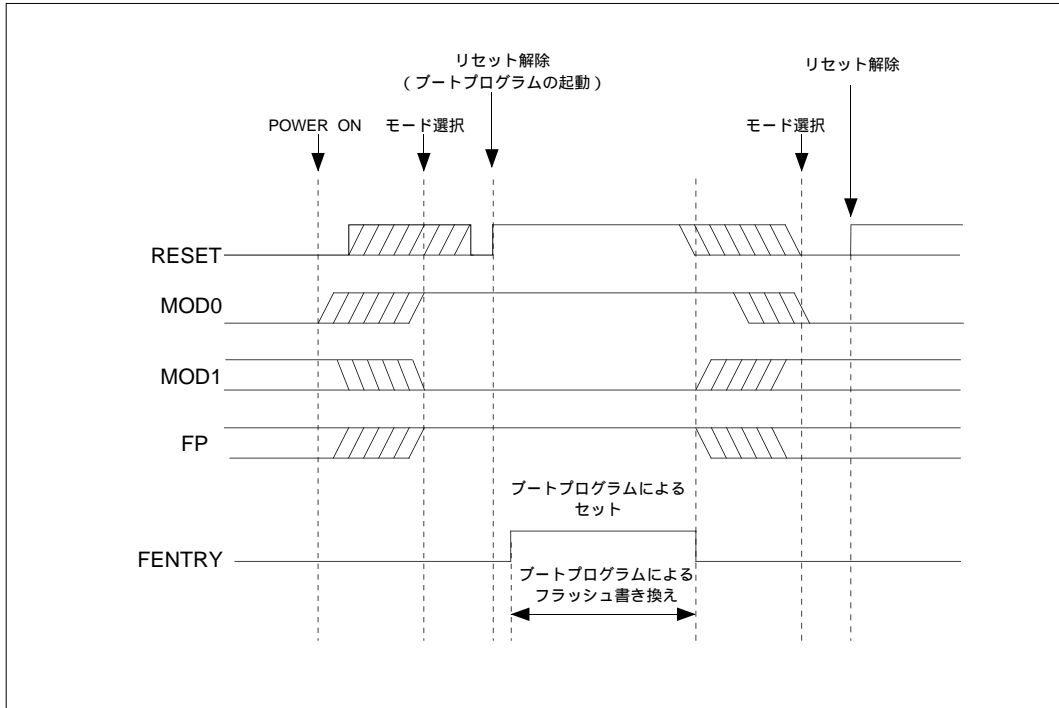 リセット解除
(ブートプログラムの起動)
リセット解除
POWER ON
モード選択
モード選択
RESET
MOD0
MOD1
FP
ブートプログラムによる
セット
FENTRY
ブートプログラムによる
フラッシュ書き換え